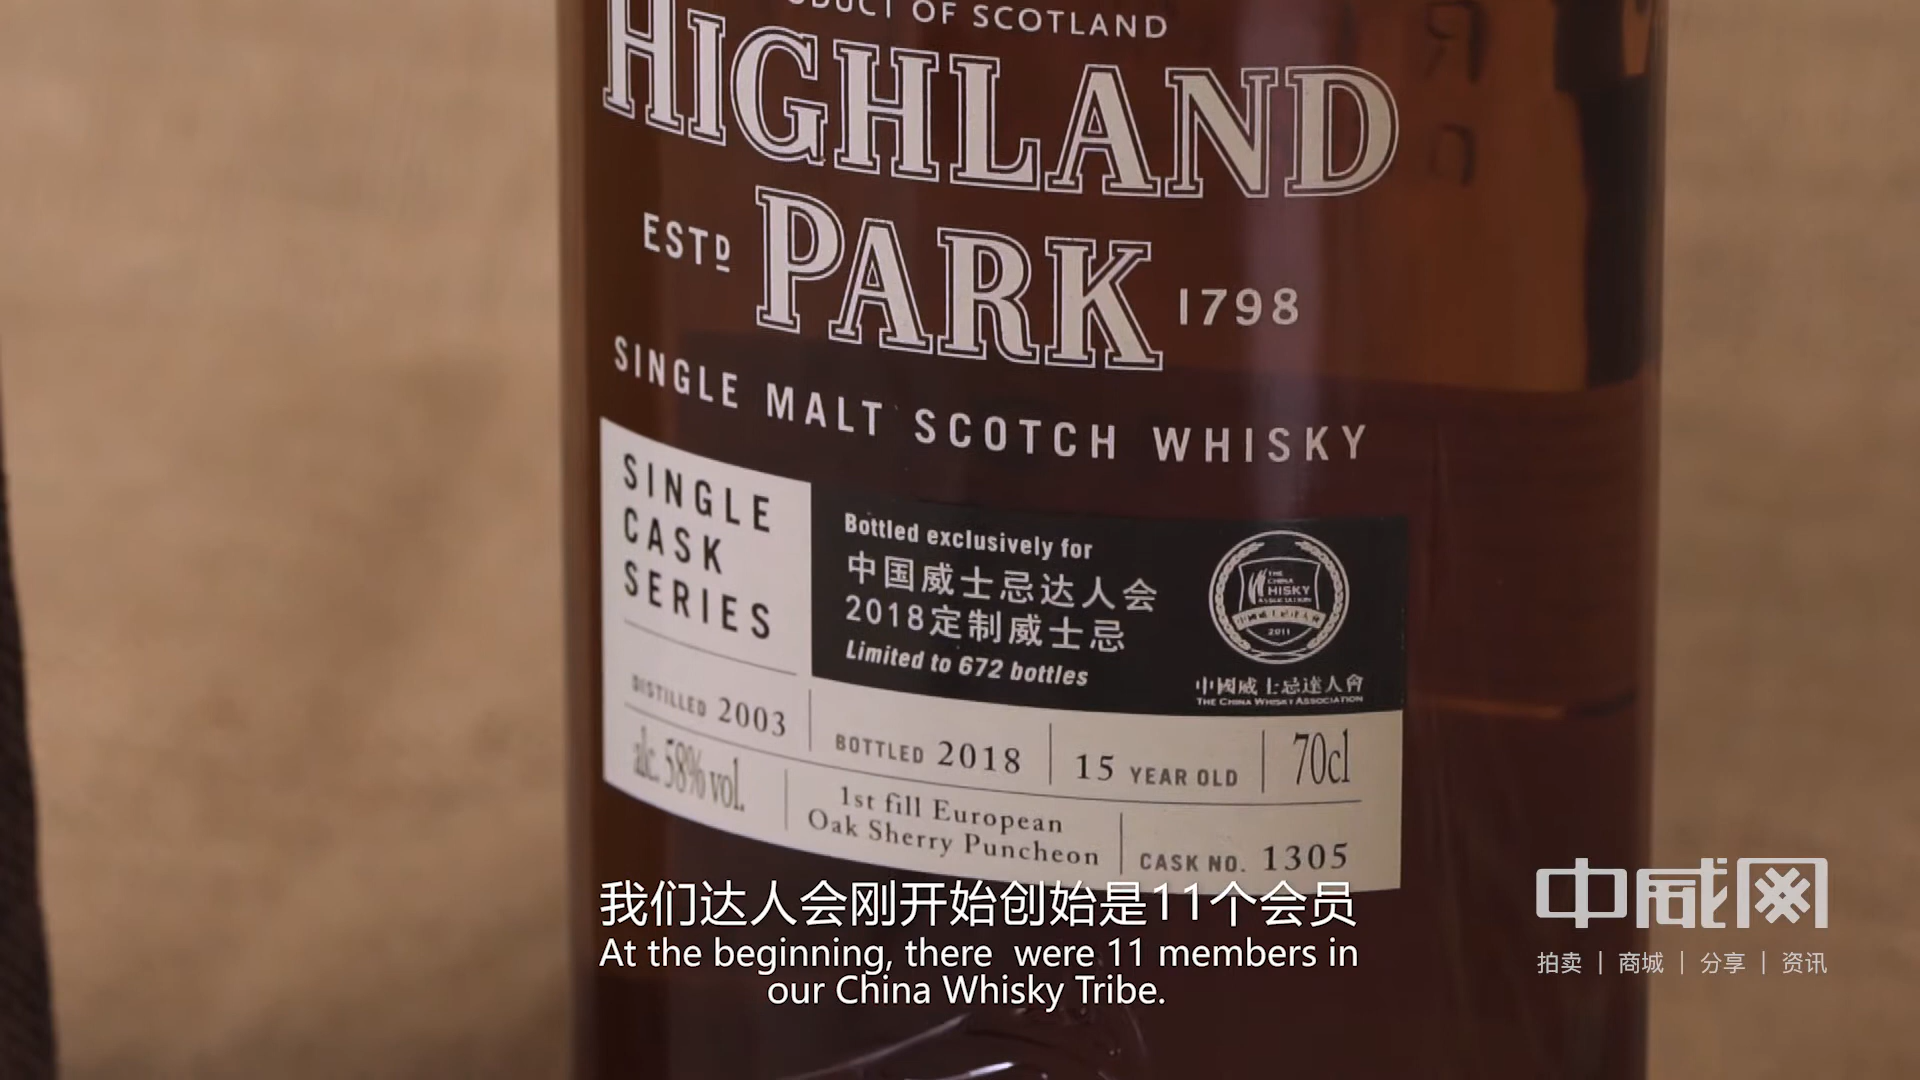 PRODUCT OF SCOTLAND
HIGHLAND
ESTD PARK 1798
SINGLE MALT SCOTCH WHISKY
SINGLE
CASK
SERIES
Bottled exclusively for
中国威士忌达人会
2018定制威士忌
Limited to 672 bottles
THE
CHINA
WHISKY
ASSOCIATION
2011
中國威士忌達人會
THE CHINA WHISKY ASSOCIATION
DISTILLED 2003
BOTTLED 2018
15 YEAR OLD
70cl
alc. 58% vol.
1st fill European
Oak Sherry Puncheon
CASK NO. 1305
我们达人会刚开始创始是11个会员
At the beginning, there were 11 members in
our China Whisky Tribe.
中威网
拍卖 | 商城 | 分享 | 资讯